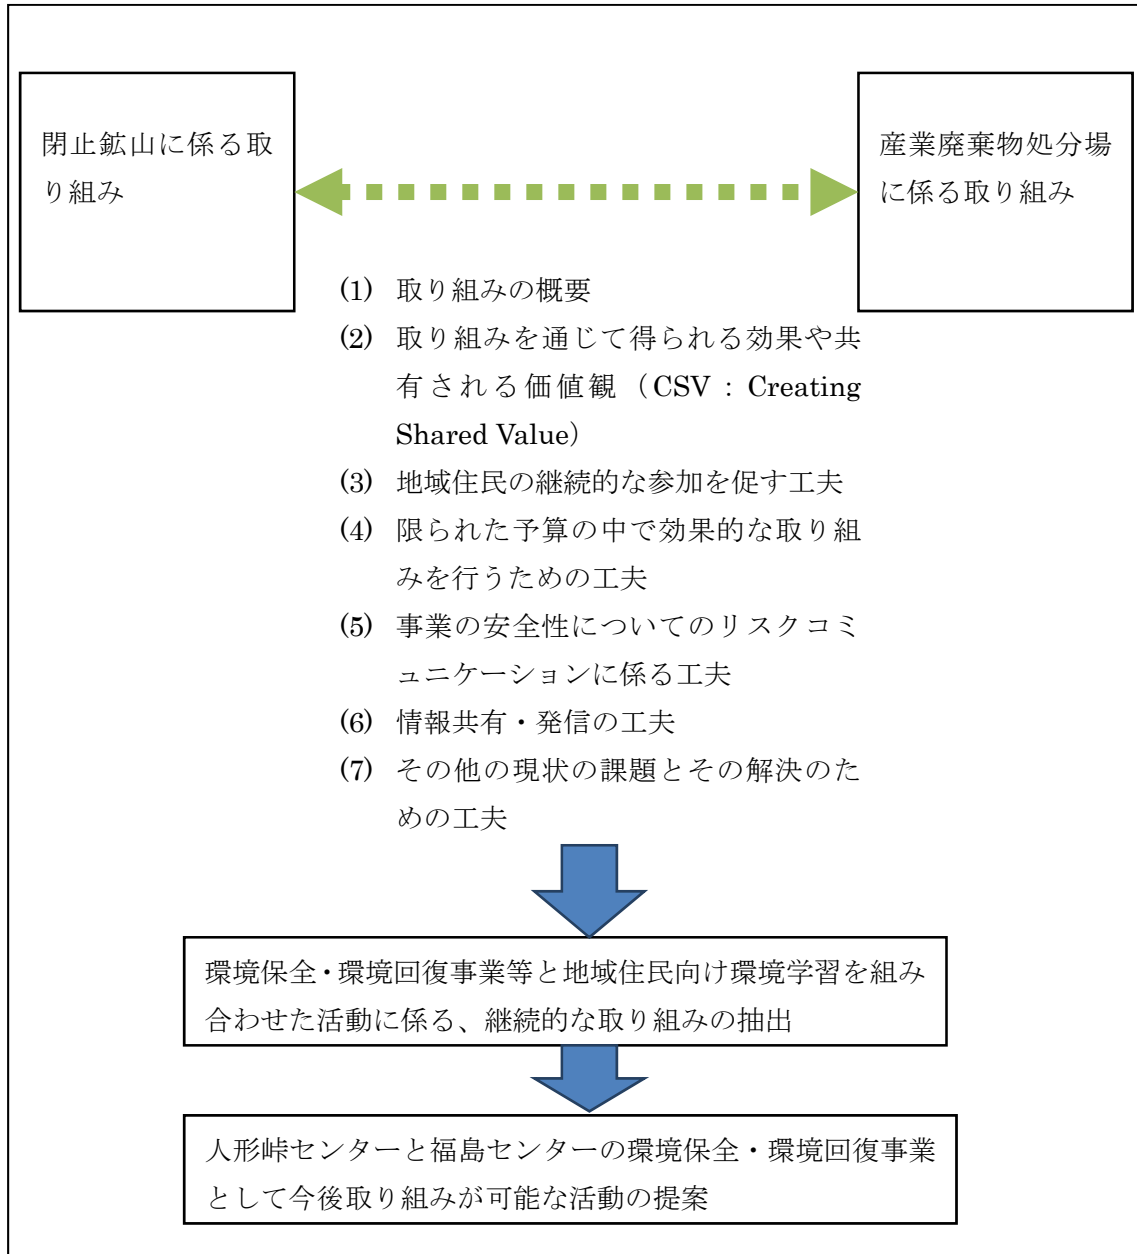 閉止鉱山に係る取
り組み
産業廃棄物処分場
に係る取り組み
(1) 取り組みの概要
(2) 取り組みを通じて得られる効果や共
有される価値観（CSV：Creating
Shared Value）
(3) 地域住民の継続的な参加を促す工夫
(4) 限られた予算の中で効果的な取り組
みを行うための工夫
(5) 事業の安全性についてのリスクコミ
ュニケーションに係る工夫
(6) 情報共有・発信の工夫
(7) その他の現状の課題とその解決のた
めの工夫
環境保全・環境回復事業等と地域住民向け環境学習を組み
合わせた活動に係る、継続的な取り組みの抽出
人形峠センターと福島センターの環境保全・環境回復事業
として今後取り組みが可能な活動の提案